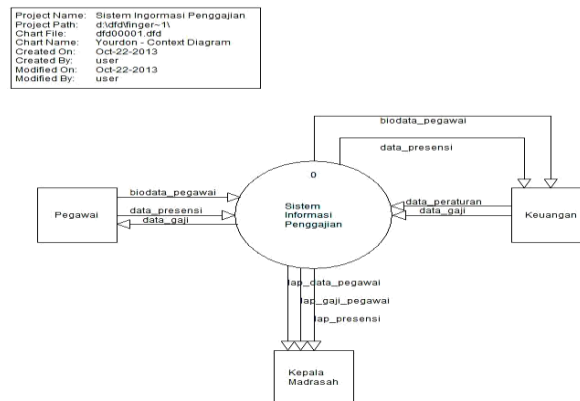 Project Name: Sistem Ingormasi Penggajian
Project Path: d:\dfd\finger~1\
Chart File: dfd00001.dfd
Chart Name: Yourdon - Context Diagram
Created On: Oct-22-2013
Created By: user
Modified On: Oct-22-2013
Modified By: user
biodata_pegawai
data_presensi
0
biodata_pegawai
Pegawai
data_presensi
data_gaji
Sistem
Informasi
Penggajian
data_peraturan
data_gaji
Keuangan
lap_data_pegawai
lap_gaji_pegawai
lap_presensi
Kepala
Madrasah